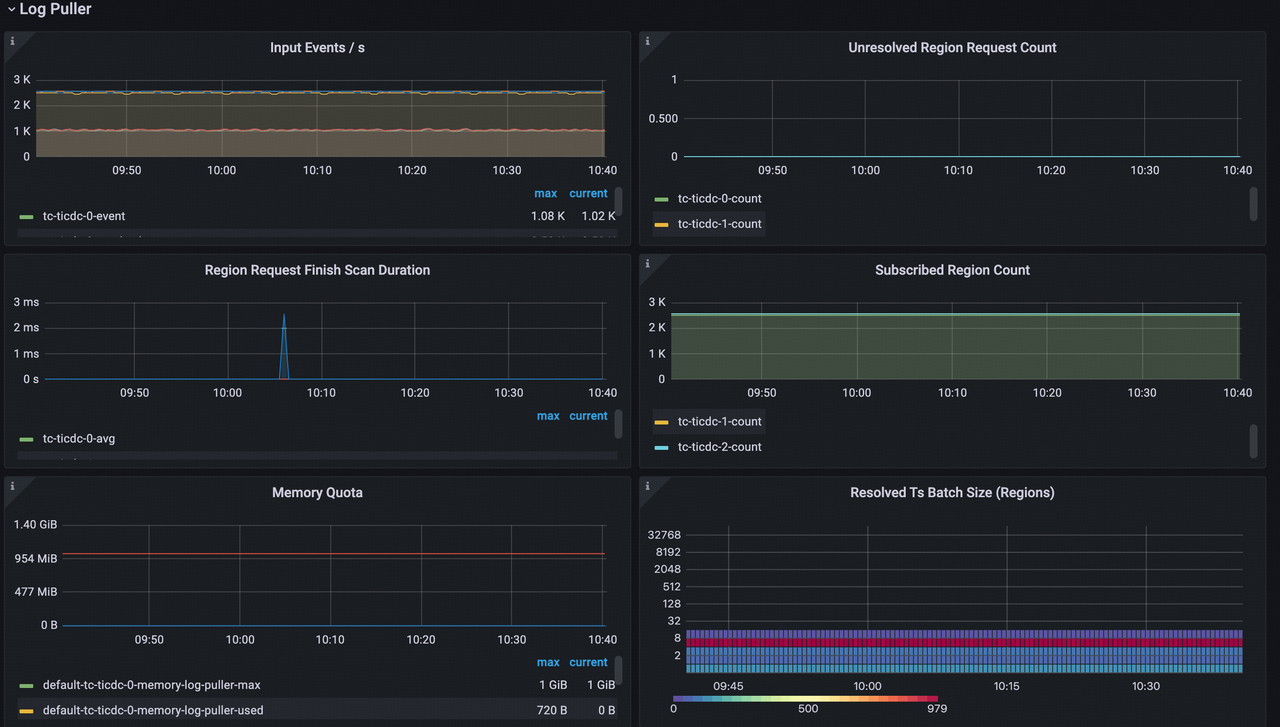 Log Puller
Input Events / s
3 K
2 K
1 K
0
09:50 10:00 10:10 10:20 10:30 10:40
max current
tc-ticdc-0-event 1.08 K 1.02 K
Unresolved Region Request Count
1
0.500
0
09:50 10:00 10:10 10:20 10:30 10:40
tc-ticdc-0-count
tc-ticdc-1-count
Region Request Finish Scan Duration
3 ms
2 ms
1 ms
0 s
09:50 10:00 10:10 10:20 10:30 10:40
max current
tc-ticdc-0-avg
Subscribed Region Count
3 K
2 K
1 K
0
09:50 10:00 10:10 10:20 10:30 10:40
tc-ticdc-1-count
tc-ticdc-2-count
Memory Quota
1.40 GiB
954 MiB
477 MiB
0 B
09:50 10:00 10:10 10:20 10:30 10:40
max current
default-tc-ticdc-0-memory-log-puller-max 1 GiB 1 GiB
default-tc-ticdc-0-memory-log-puller-used 720 B 0 B
Resolved Ts Batch Size (Regions)
32768
8192
2048
512
128
32
8
2
09:45 10:00 10:15 10:30
0 500 979